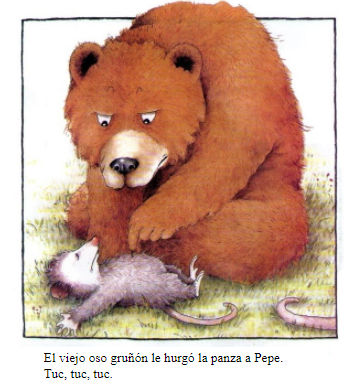 El viejo oso gruñón le hurgó la panza a Pepe.
Tuc, tuc, tuc.